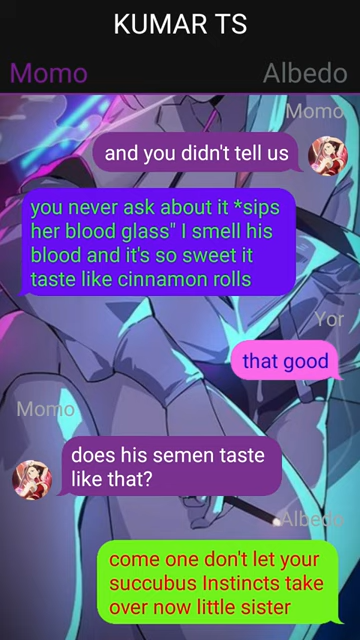 KUMAR TS
Momo
Albedo
Momo
and you didn't tell us
you never ask about it *sips
her blood glass" I smell his
blood and it's so sweet it
taste like cinnamon rolls
Yor
that good
Momo
does his semen taste
like that?
Albedo
come one don't let your
succubus Instincts take
over now little sister